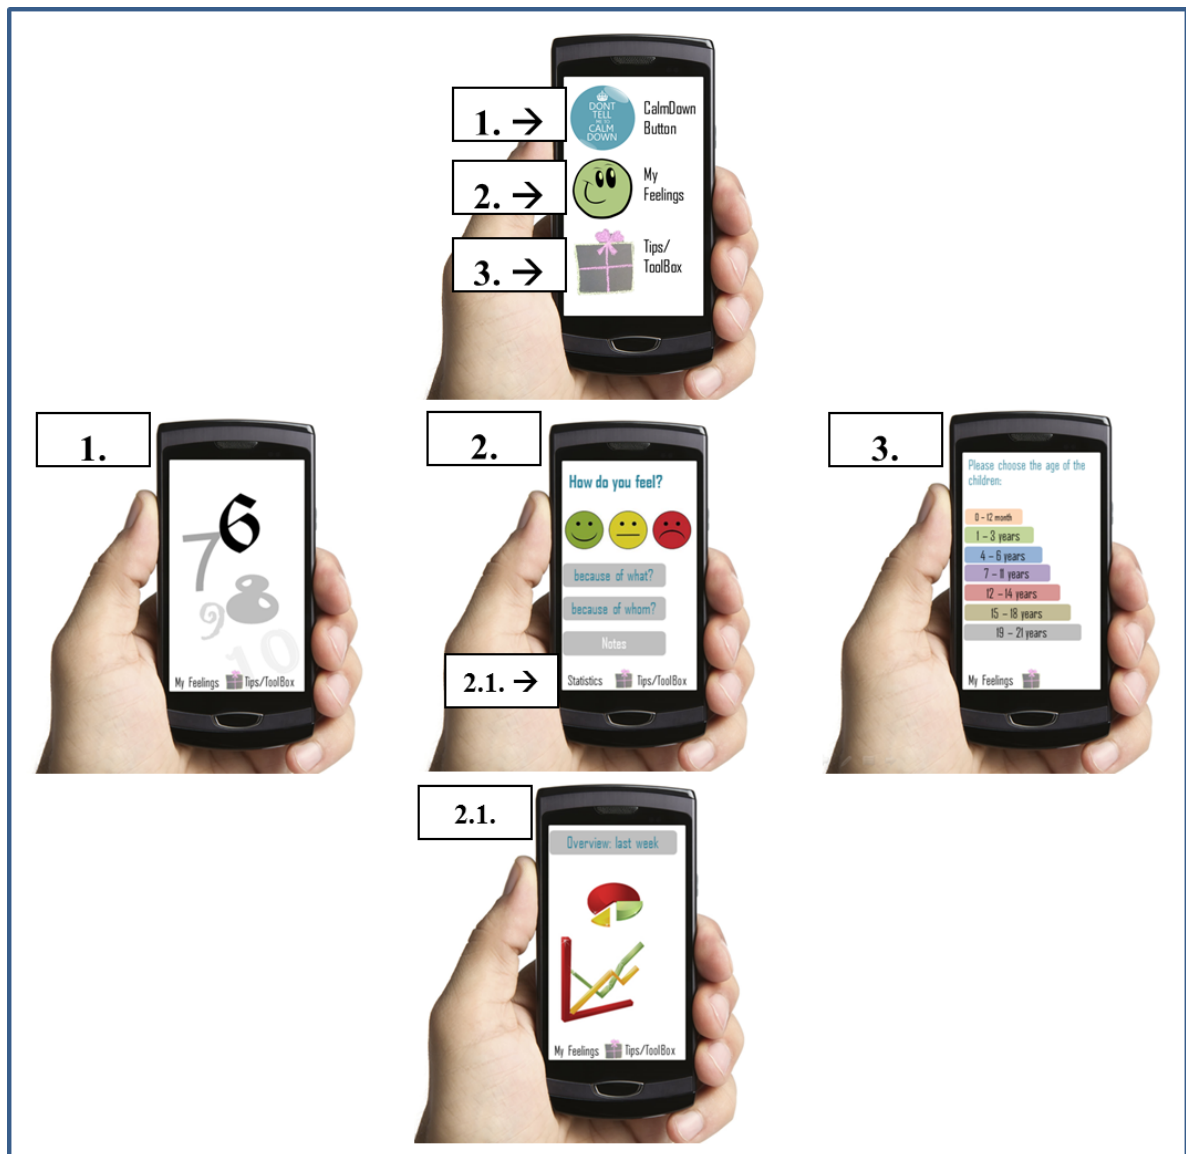 1. →
DONT
TELL
ME TO
CALM
DOWN
CalmDown
Button
2. →
My
Feelings
3. →
Tips/
ToolBox
1.
6
7
8
9
10
My Feelings Tips/ToolBox
2.
How do you feel?
because of what?
because of whom?
Notes
2.1. →
Statistics Tips/ToolBox
3.
Please choose the age of the
children:
0 – 12 month
1 – 3 years
4 – 6 years
7 – 11 years
12 – 14 years
15 – 18 years
19 – 21 years
My Feelings
2.1.
Overview: last week
My Feelings Tips/ToolBox